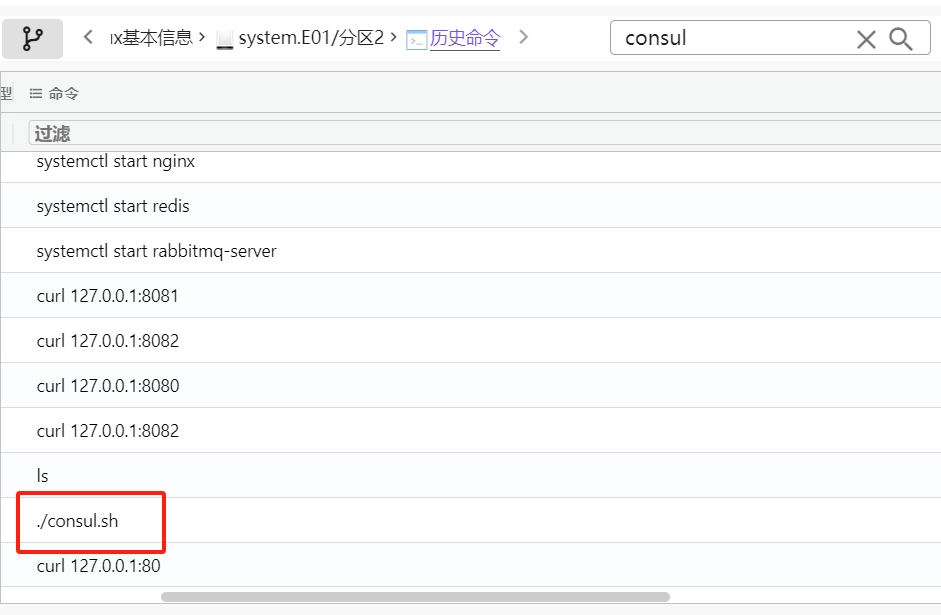 IX基本信息 > system.E01/分区2 > 历史命令 >
consul
型 命令
过滤
systemctl start nginx
systemctl start redis
systemctl start rabbitmq-server
curl 127.0.0.1:8081
curl 127.0.0.1:8082
curl 127.0.0.1:8080
curl 127.0.0.1:8082
ls
./consul.sh
curl 127.0.0.1:80